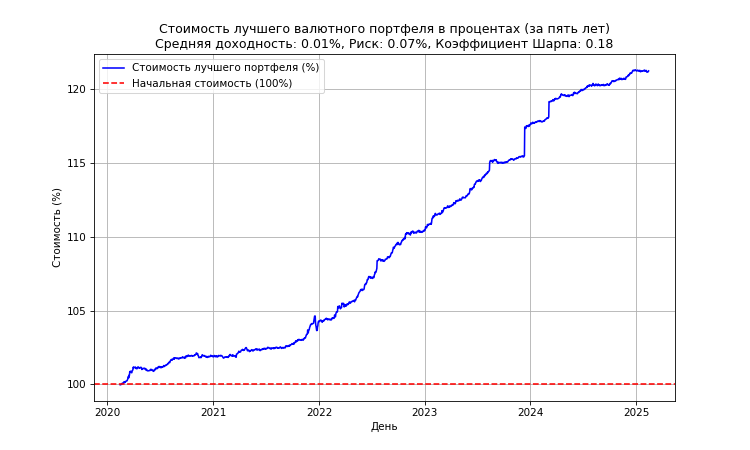 Стоимость лучшего валютного портфеля в процентах (за пять лет)
Средняя доходность: 0.01%, Риск: 0.07%, Коэффициент Шарпа: 0.18
Стоимость лучшего портфеля (%)
Начальная стоимость (100%)
Стоимость (%)
120
115
110
105
100
2020
2021
2022
2023
2024
2025
День